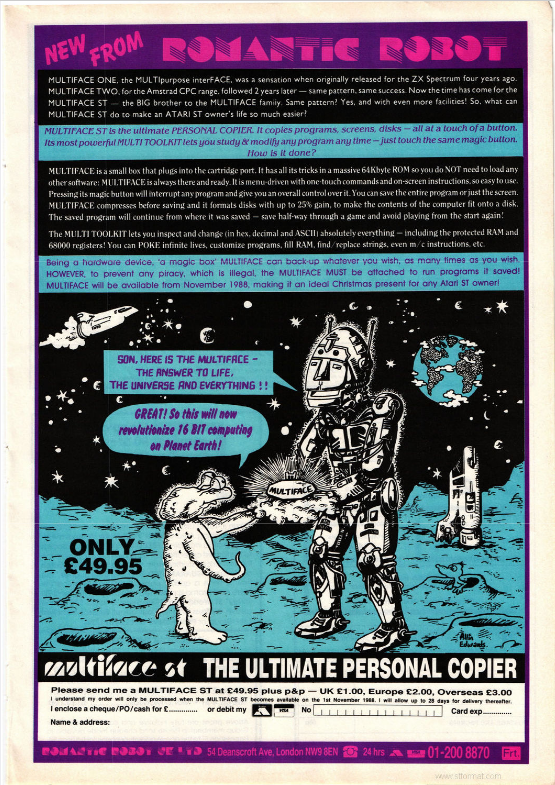 NEW FROM ROMANTIC ROBOT
MULTIFACE ONE, the MULTIpurpose interFACE, was a sensation when originally released for the ZX Spectrum four years ago.
MULTIFACE TWO, for the Amstrad CPC range, followed 2 years later — same pattern, same success. Now the time has come for the
MULTIFACE ST — the BIG brother to the MULTIFACE family. Same pattern? Yes, and with even more facilities! So, what can
MULTIFACE ST do to make an ATARI ST owner's life so much easier?
MULTIFACE ST is the ultimate PERSONAL COPIER. It copies programs, screens, disks — all at a touch of a button.
Its most powerful MULTI TOOLKIT lets you study & modify any program any time — just touch the same magic button.
How is it done?
MULTIFACE is a small box that plugs into the cartridge port. It has all its tricks in a massive 64Kbyte ROM so you do NOT need to load any
other software: MULTIFACE is always there and ready. It is menu-driven with one-touch commands and on-screen instructions, so easy to use.
Pressing its magic button will interrupt any program and give you an overall control over it. You can save the entire program or just the screen.
MULTIFACE compresses before saving and it formats disks with up to 25% gain, to make the contents of the computer fit onto a disk.
The saved program will continue from where it was saved — save half-way through a game and avoid playing from the start again!
The MULTI TOOLKIT lets you inspect and change (in hex, decimal and ASCII) absolutely everything — including the protected RAM and
68000 registers! You can POKE infinite lives, customize programs, fill RAM, find/replace strings, even m/c instructions, etc.
Being a hardware device, 'a magic box' MULTIFACE can back-up whatever you wish, as many times as you wish.
HOWEVER, to prevent any piracy, which is illegal, the MULTIFACE MUST be attached to run programs it saved!
MULTIFACE will be available from November 1988, making it an ideal Christmas present for any Atari ST owner!
SON, HERE IS THE MULTIFACE –
THE ANSWER TO LIFE,
THE UNIVERSE AND EVERYTHING !!
GREAT! So this will now
revolutionize 16 BIT computing
on Planet Earth!
MULTIFACE
ONLY
£49.95
Allin
Edwards
multiface st THE ULTIMATE PERSONAL COPIER
Please send me a MULTIFACE ST at £49.95 plus p&p — UK £1.00, Europe £2.00, Overseas £3.00
I understand my order will only be processed when the MULTIFACE ST becomes available on the 1st November 1988. I will allow up to 28 days for delivery thereafter.
I enclose a cheque/PO/cash for £............ or debit my VISA No Card exp............
Name & address:
ROMANTIC ROBOT UK LTD 54 Deanscroft Ave, London NW9 8EN 24 hrs 01-200 8870 Frt
www.stformat.com